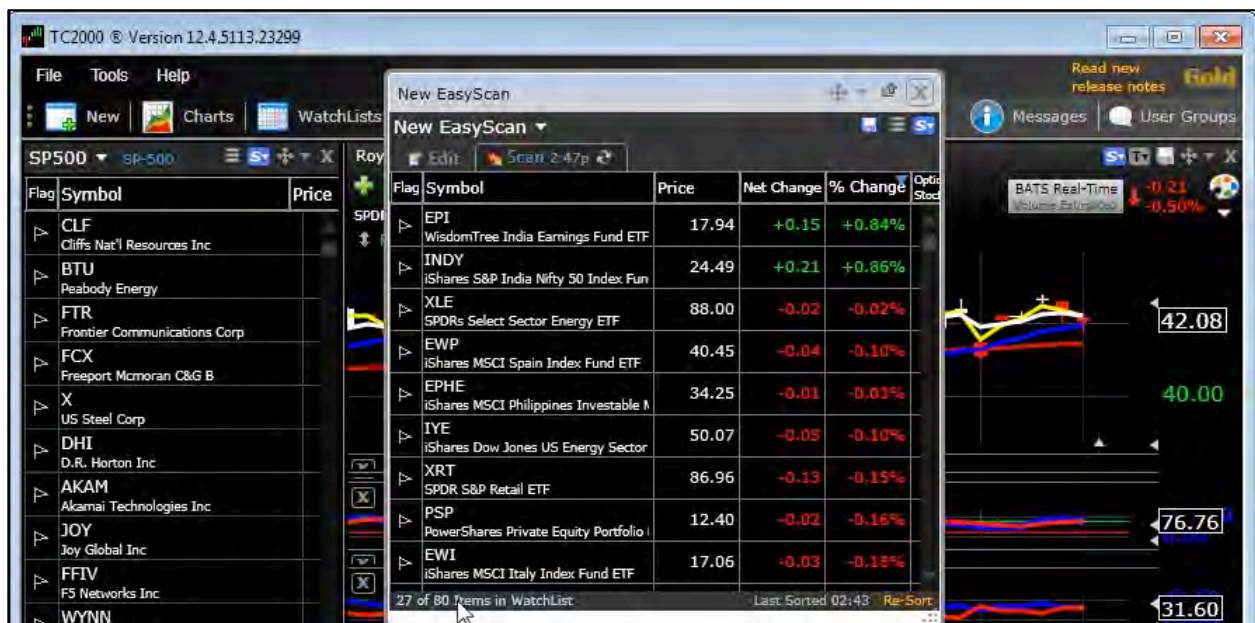 TC2000 ® Version 12.4.5113.23299
File Tools Help
Read new
release notes
Gold
New Charts WatchLists
Messages User Groups
SP500 SP-500
Roy
Flag Symbol Price
CLF
Cliffs Nat'l Resources Inc
BTU
Peabody Energy
FTR
Frontier Communications Corp
FCX
Freeport Mcmoran C&G B
X
US Steel Corp
DHI
D.R. Horton Inc
AKAM
Akamai Technologies Inc
JOY
Joy Global Inc
FFIV
F5 Networks Inc
WYNN
SPDI
New EasyScan
New EasyScan
Edit Scan 2:47p
Flag Symbol Price Net Change % Change
EPI 17.94 +0.15 +0.84%
WisdomTree India Earnings Fund ETF
INDY 24.49 +0.21 +0.86%
iShares S&P India Nifty 50 Index Fun
XLE 88.00 -0.02 -0.02%
SPDRs Select Sector Energy ETF
EWP 40.45 -0.04 -0.10%
iShares MSCI Spain Index Fund ETF
EPHE 34.25 -0.01 -0.03%
iShares MSCI Philippines Investable M
IYE 50.07 -0.05 -0.10%
iShares Dow Jones US Energy Sector
XRT 86.96 -0.13 -0.15%
SPDR S&P Retail ETF
PSP 12.40 -0.02 -0.16%
PowerShares Private Equity Portfolio
EWI 17.06 -0.03 -0.18%
iShares MSCI Italy Index Fund ETF
27 of 80 Items in WatchList Last Sorted 02:43 Re-Sort
BATS Real-Time
Volume Estimated
-0.21
-0.50%
42.08
40.00
76.76
31.60